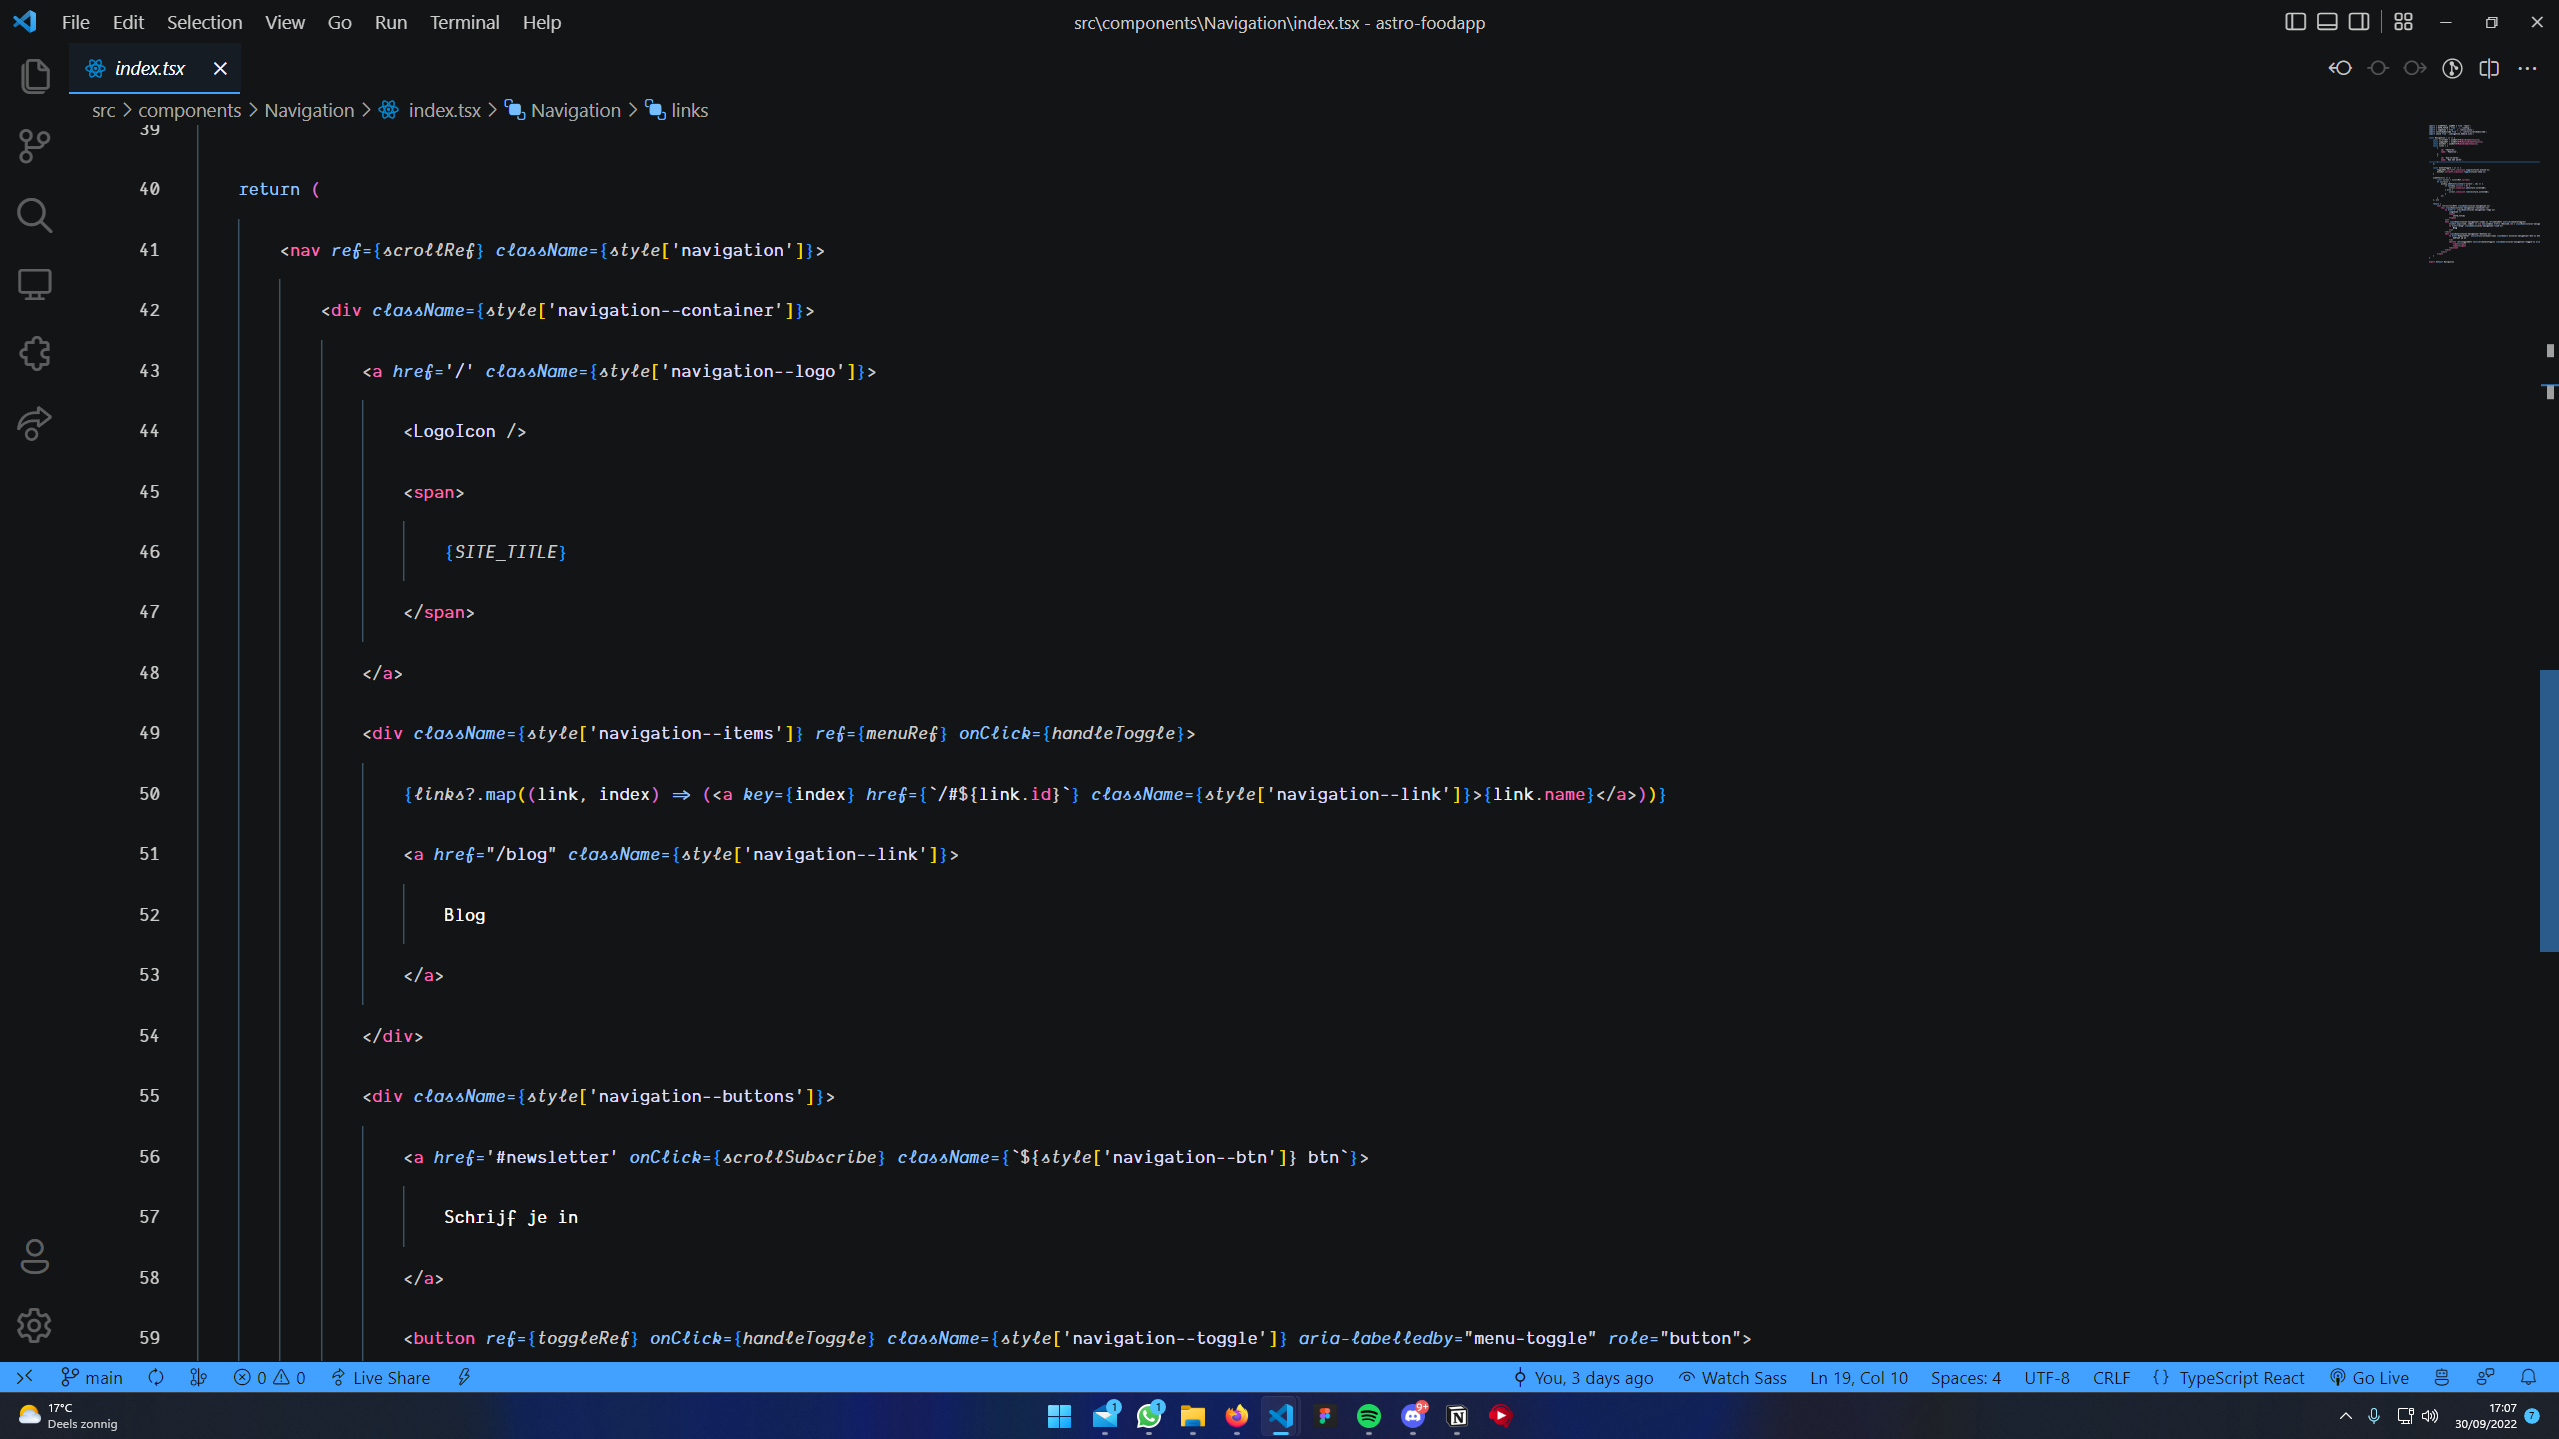 File Edit Selection View Go Run Terminal Help
src\components\Navigation\index.tsx - astro-foodapp
index.tsx
src > components > Navigation > index.tsx > Navigation > links
39
40 return (
41 <nav ref={scrollRef} className={style['navigation']}>
42 <div className={style['navigation--container']}>
43 <a href='/' className={style['navigation--logo']}>
44 <LogoIcon />
45 <span>
46 {SITE_TITLE}
47 </span>
48 </a>
49 <div className={style['navigation--items']} ref={menuRef} onClick={handleToggle}>
50 {links?.map((link, index) => (<a key={index} href={`/#${link.id}`} className={style['navigation--link']}>{link.name}</a>))}
51 <a href="/blog" className={style['navigation--link']}>
52 Blog
53 </a>
54 </div>
55 <div className={style['navigation--buttons']}>
56 <a href='#newsletter' onClick={scrollSubscribe} className={`${style['navigation--btn']} btn`}>
57 Schrijf je in
58 </a>
59 <button ref={toggleRef} onClick={handleToggle} className={style['navigation--toggle']} aria-labelledby="menu-toggle" role="button">
main 0 0 Live Share You, 3 days ago Watch Sass Ln 19, Col 10 Spaces: 4 UTF-8 CRLF {} TypeScript React Go Live
17°C
Deels zonnig
1
1
9+
17:07
30/09/2022
7